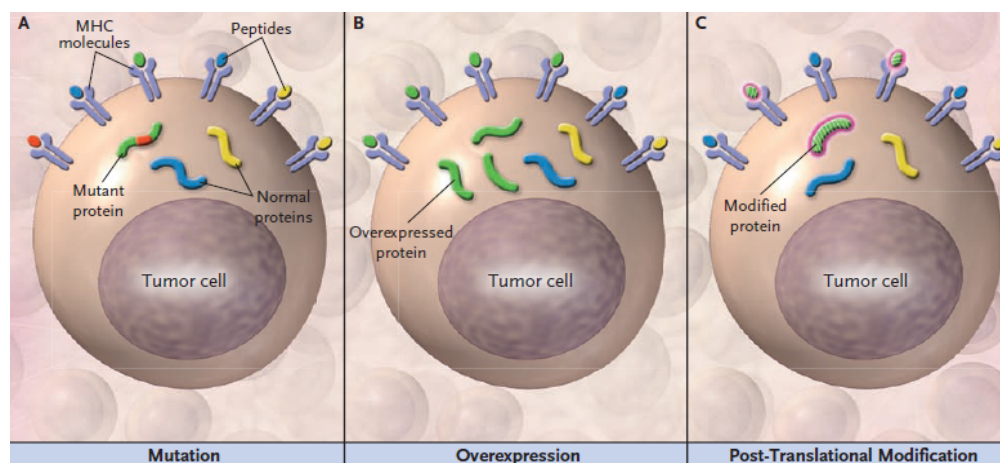 A
MHC
molecules
Peptides
Mutant
protein
Normal
proteins
Tumor cell
Mutation
B
Overexpressed
protein
Tumor cell
Overexpression
C
Modified
protein
Tumor cell
Post-Translational Modification